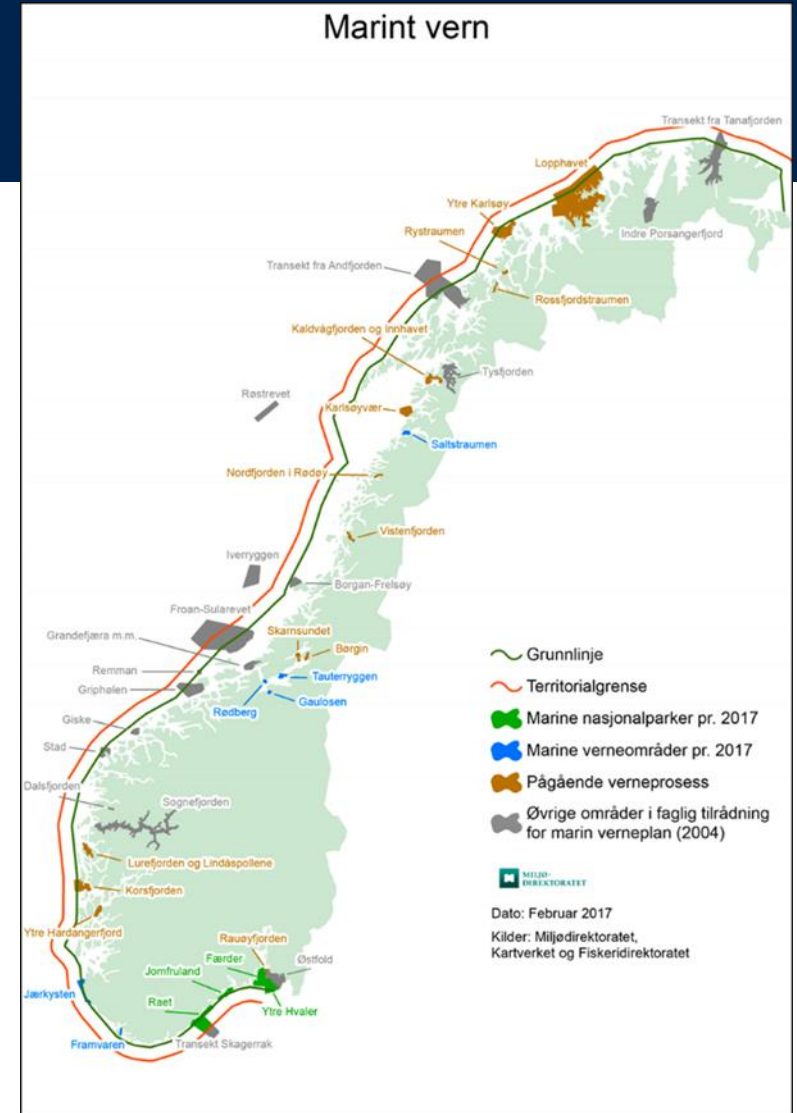 Marint vern
Transekt fra Tanafjorden
Lopphavet
Ytre Karlsøy
Indre Porsangerfjord
Rystraumen
Transekt fra Andfjorden
Rossfjordstraumen
Kaldvågfjorden og Innhavet
Tysfjorden
Røstrevet
Karlsøyvær
Saltstraumen
Nordfjorden i Rødøy
Vistenfjorden
Iverryggen
Borgan-Frelsøy
Froan-Sularevet
Skarnsundet
Grandefjæra m.m.
Børgin
Remman
Tauterryggen
Griphølen
Rødberg
Gaulosen
Giske
Stad
Dalsfjorden
Sognefjorden
Lurefjorden og Lindåspollene
Korsfjorden
Ytre Hardangerfjord
Rauøyfjorden
Færder
Østfold
Jomfruland
Jærkysten
Raet
Ytre Hvaler
Framvaren
Transekt Skagerrak
Grunnlinje
Territorialgrense
Marine nasjonalparker pr. 2017
Marine verneområder pr. 2017
Pågående verneprosess
Øvrige områder i faglig tilrådning
for marin verneplan (2004)
MILJØ-
DIREKTORATET
Dato: Februar 2017
Kilder: Miljødirektoratet,
Kartverket og Fiskeridirektoratet